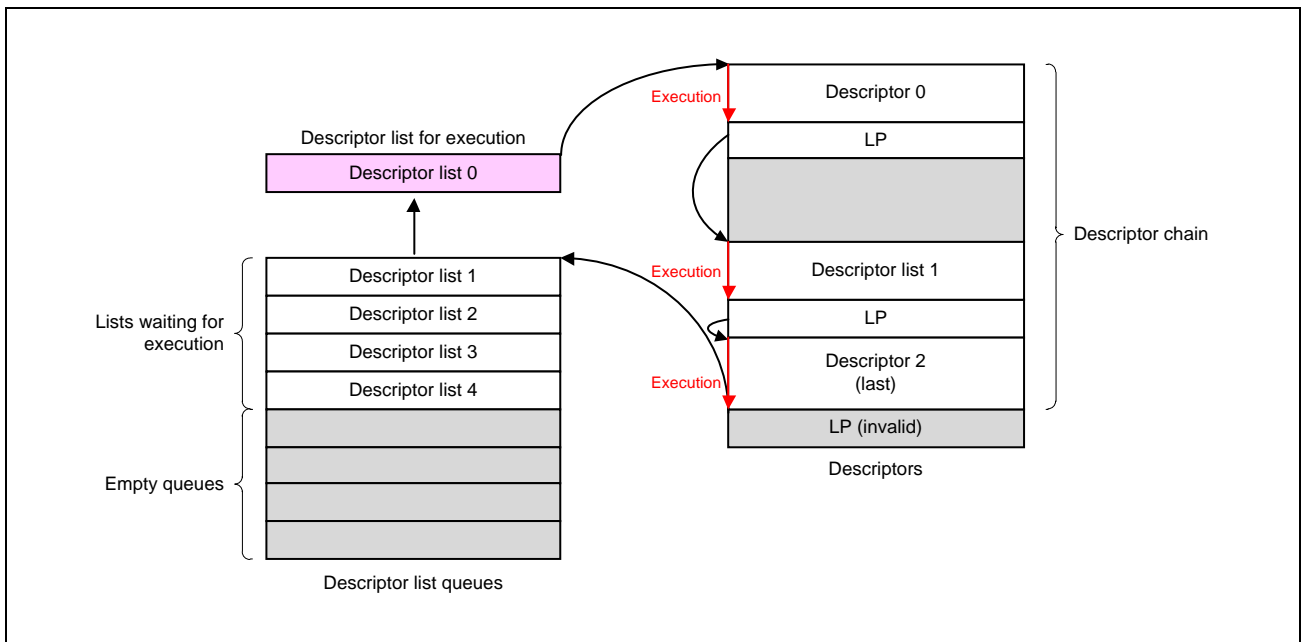 Descriptor list for execution
Descriptor list 0
Lists waiting for
execution
Descriptor list 1
Descriptor list 2
Descriptor list 3
Descriptor list 4
Empty queues
Descriptor list queues
Execution
Descriptor 0
LP
Execution
Descriptor list 1
LP
Execution
Descriptor 2
(last)
LP (invalid)
Descriptors
Descriptor chain